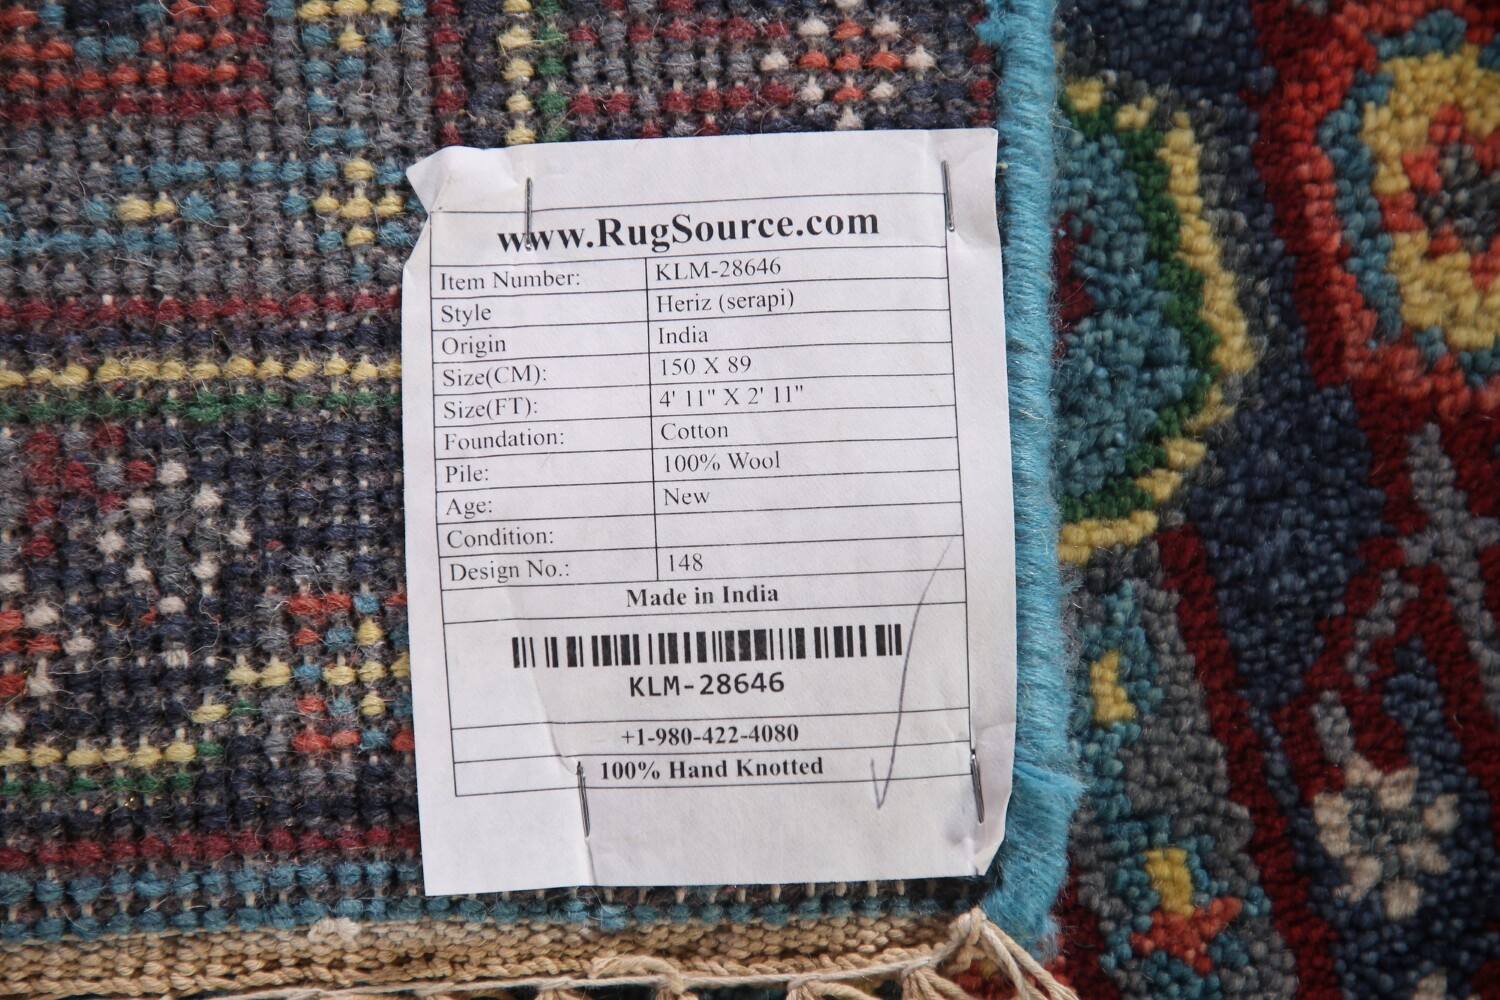 www.RugSource.com
Item Number: KLM-28646
Style Heriz (serapi)
Origin India
Size(CM): 150 X 89
Size(FT): 4' 11" X 2' 11"
Foundation: Cotton
Pile: 100% Wool
Age: New
Condition:
Design No.: 148
Made in India
KLM-28646
+1-980-422-4080
100% Hand Knotted